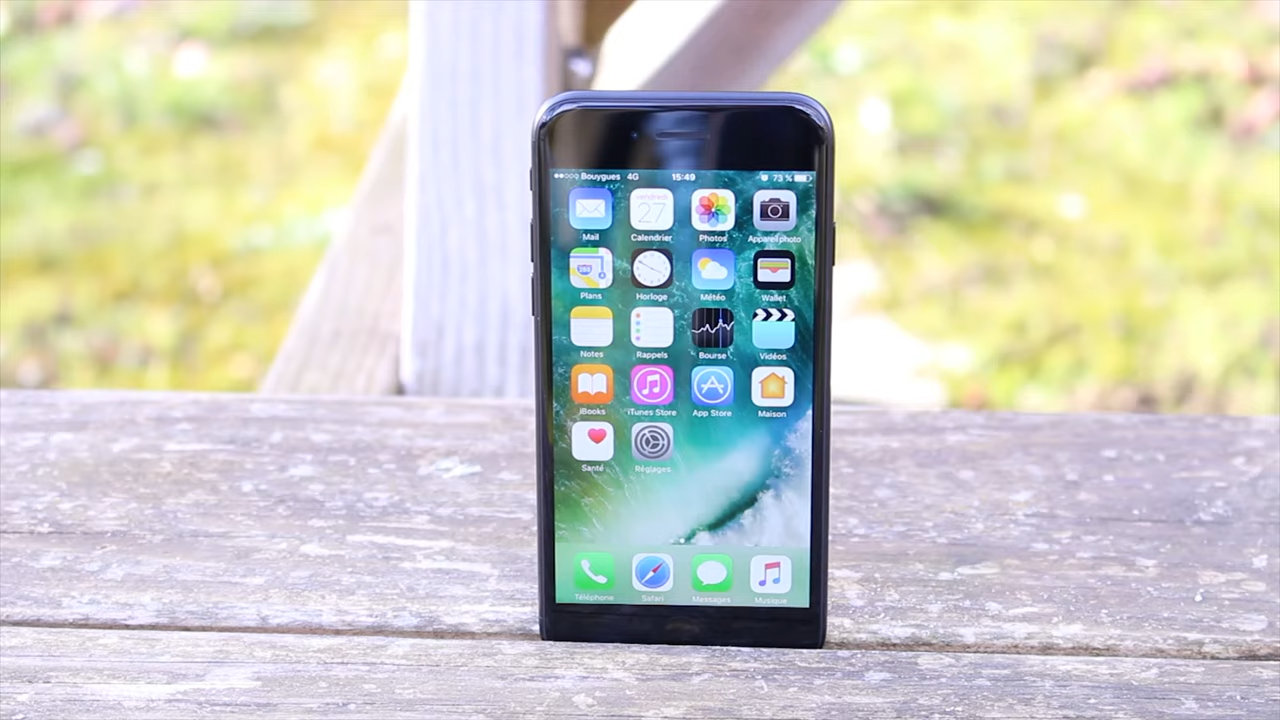 Bouygues 4G 15:49 73 %
vendredi
27
Mail Calendrier Photos Appareil photo
280
Plans Horloge Météo Wallet
Notes Rappels Bourse Vidéos
iBooks iTunes Store App Store Maison
Santé Réglages
Téléphone Safari Messages Musique